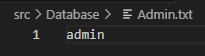 src > Database > Admin.txt
1 admin